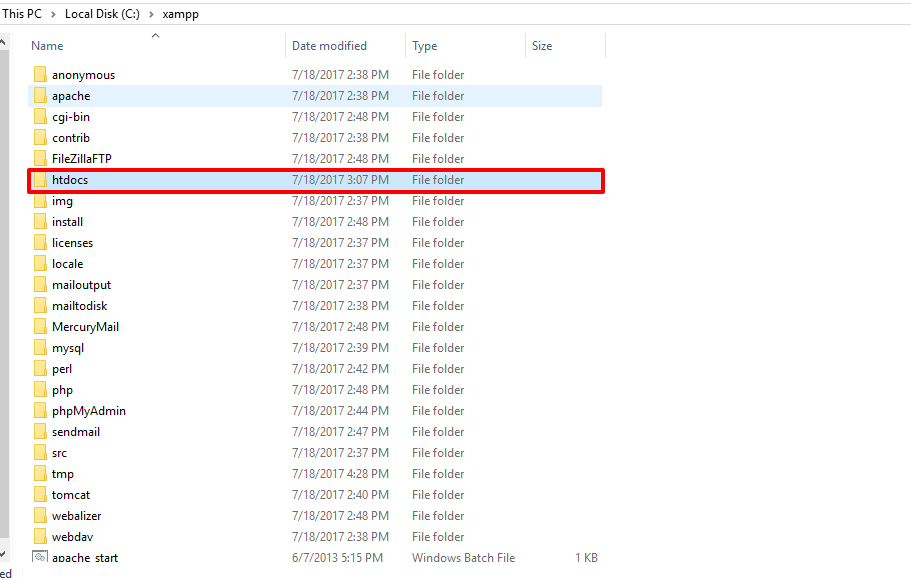 This PC > Local Disk (C:) > xampp
Name Date modified Type Size
anonymous 7/18/2017 2:38 PM File folder
apache 7/18/2017 2:38 PM File folder
cgi-bin 7/18/2017 2:48 PM File folder
contrib 7/18/2017 2:38 PM File folder
FileZillaFTP 7/18/2017 2:48 PM File folder
htdocs 7/18/2017 3:07 PM File folder
img 7/18/2017 2:37 PM File folder
install 7/18/2017 2:48 PM File folder
licenses 7/18/2017 2:37 PM File folder
locale 7/18/2017 2:37 PM File folder
mailoutput 7/18/2017 2:37 PM File folder
mailtodisk 7/18/2017 2:38 PM File folder
MercuryMail 7/18/2017 2:48 PM File folder
mysql 7/18/2017 2:39 PM File folder
perl 7/18/2017 2:42 PM File folder
php 7/18/2017 2:48 PM File folder
phpMyAdmin 7/18/2017 2:44 PM File folder
sendmail 7/18/2017 2:47 PM File folder
src 7/18/2017 2:37 PM File folder
tmp 7/18/2017 4:28 PM File folder
tomcat 7/18/2017 2:40 PM File folder
webalizer 7/18/2017 2:38 PM File folder
webdav 7/18/2017 2:38 PM File folder
apache_start 6/7/2013 5:15 PM Windows Batch File 1 KB
ed